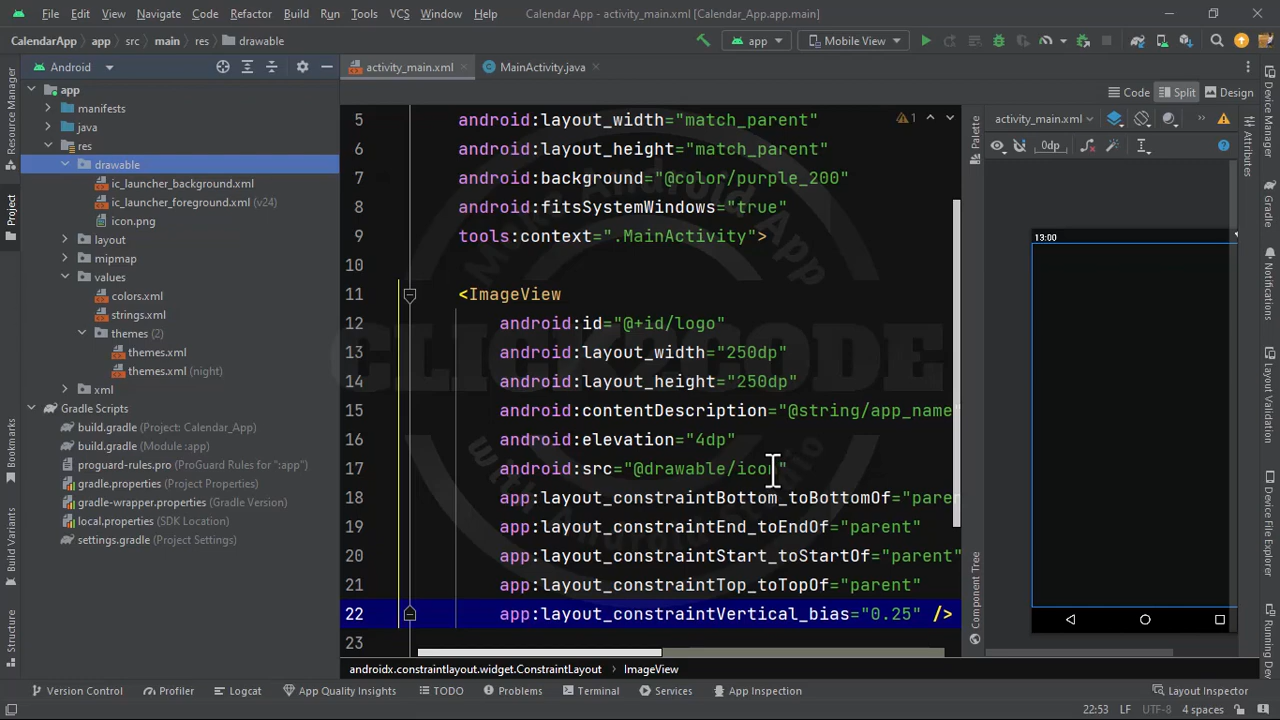 File Edit View Navigate Code Refactor Build Run Tools VCS Window Help Calendar App - activity_main.xml [Calendar_App.app.main]
CalendarApp app src main res drawable app Mobile View
Android activity_main.xml MainActivity.java
Code Split Design
Resource Manager
Project
Bookmarks
Build Variants
Structure
app
manifests
java
res
drawable
ic_launcher_background.xml
ic_launcher_foreground.xml (v24)
icon.png
layout
mipmap
values
colors.xml
strings.xml
themes (2)
themes.xml
themes.xml (night)
xml
Gradle Scripts
build.gradle (Project: Calendar_App)
build.gradle (Module :app)
proguard-rules.pro (ProGuard Rules for ":app")
gradle.properties (Project Properties)
gradle-wrapper.properties (Gradle Version)
local.properties (SDK Location)
settings.gradle (Project Settings)
5 android:layout_width="match_parent"
6 android:layout_height="match_parent"
7 android:background="@color/purple_200"
8 android:fitsSystemWindows="true"
9 tools:context=".MainActivity">
10
11 <ImageView
12 android:id="@+id/logo"
13 android:layout_width="250dp"
14 android:layout_height="250dp"
15 android:contentDescription="@string/app_name"
16 android:elevation="4dp"
17 android:src="@drawable/icon"
18 app:layout_constraintBottom_toBottomOf="paren
19 app:layout_constraintEnd_toEndOf="parent"
20 app:layout_constraintStart_toStartOf="parent"
21 app:layout_constraintTop_toTopOf="parent"
22 app:layout_constraintVertical_bias="0.25" />
23
1
CLICK2CODE
with Android Studio
androidx.constraintlayout.widget.ConstraintLayout ImageView
Palette
Component Tree
activity_main.xml
0dp
13:00
Attributes
Device Manager
Gradle
Notifications
Layout Validation
Device File Explorer
Running Devices
Version Control Profiler Logcat App Quality Insights TODO Problems Terminal Services App Inspection Layout Inspector
22:53 LF UTF-8 4 spaces